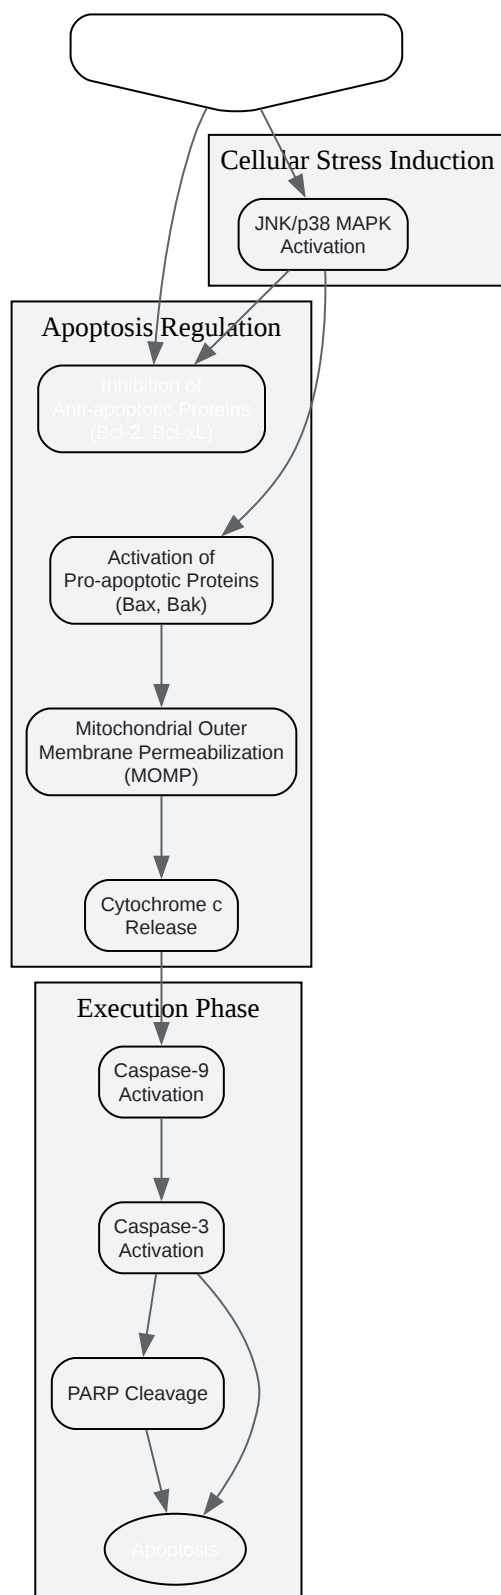 Cellular Stress Induction
JNK/p38 MAPK
Activation
Apoptosis Regulation
Inhibition of
Anti-apoptotic Proteins
(Bcl-2, Bcl-xL)
Activation of
Pro-apoptotic Proteins
(Bax, Bak)
Mitochondrial Outer
Membrane Permeabilization
(MOMP)
Cytochrome c
Release
Execution Phase
Caspase-9
Activation
Caspase-3
Activation
PARP Cleavage
Apoptosis